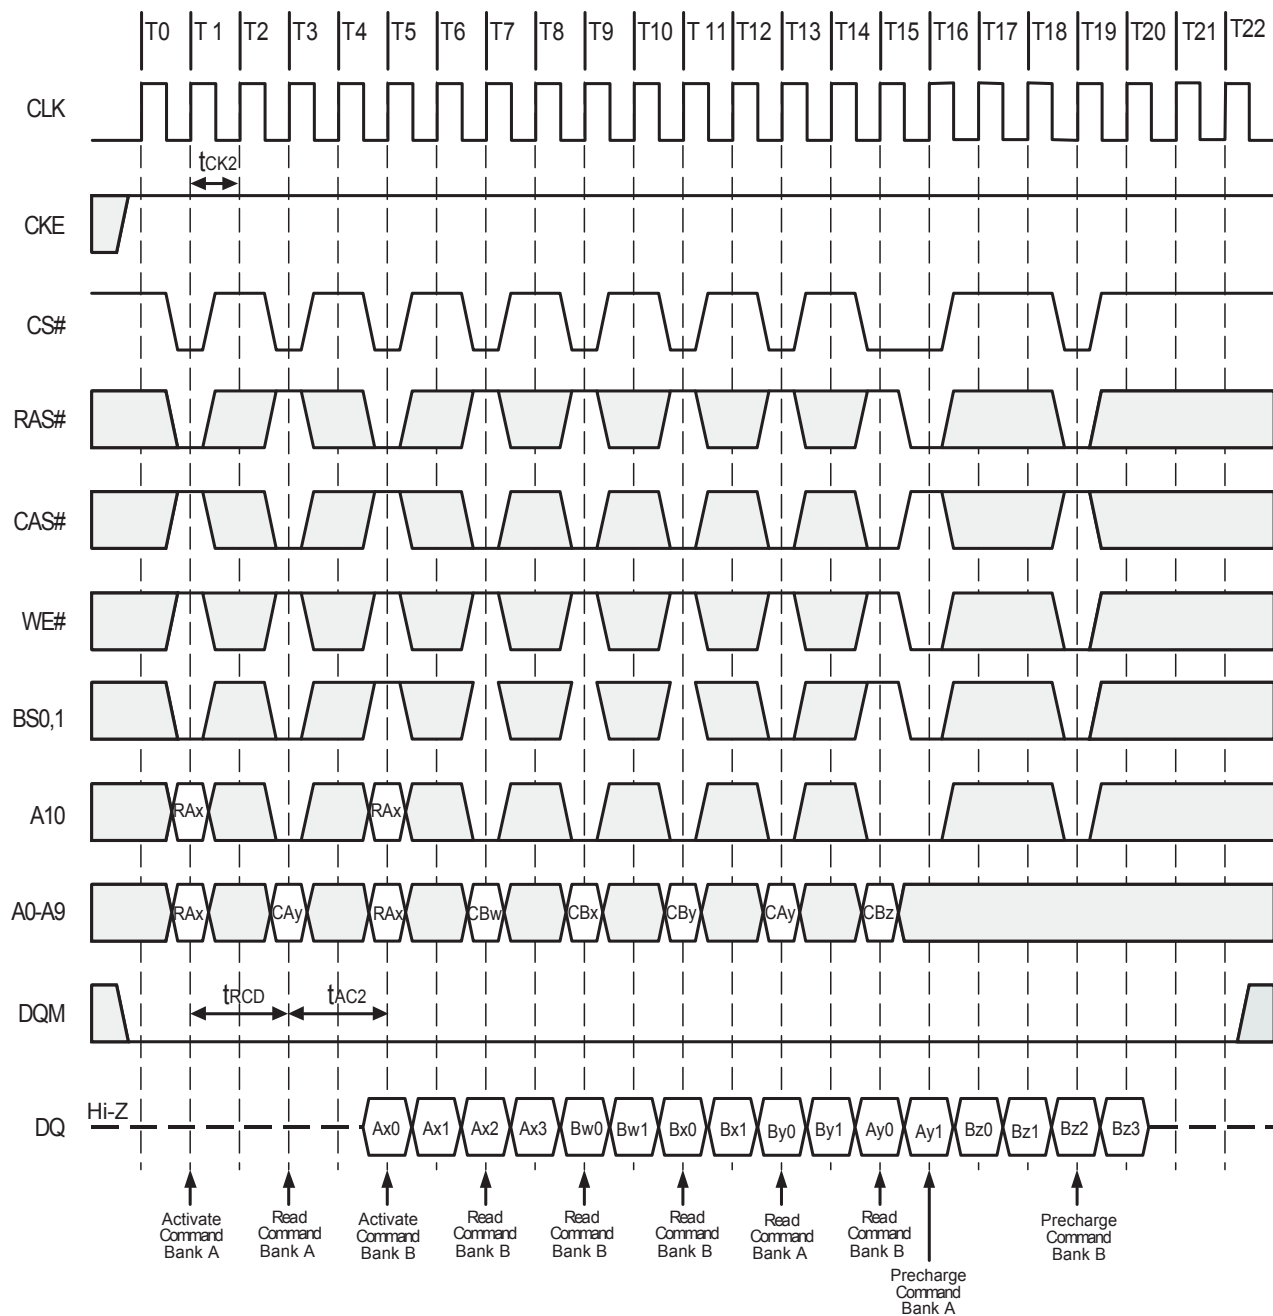 T0 T 1 T2 T3 T4 T5 T6 T7 T8 T9 T10 T 11 T12 T13 T14 T15 T16 T17 T18 T19 T20 T21 T22
CLK
tCK2
CKE
CS#
RAS#
CAS#
WE#
BS0,1
A10 RAx RAx
A0-A9 RAx CAy RAx CBw CBx CBy CAy CBz
DQM tRCD tAC2
Hi-Z
DQ Ax0 Ax1 Ax2 Ax3 Bw0 Bw1 Bx0 Bx1 By0 By1 Ay0 Ay1 Bz0 Bz1 Bz2 Bz3
Activate
Command
Bank A
Read
Command
Bank A
Activate
Command
Bank B
Read
Command
Bank B
Read
Command
Bank B
Read
Command
Bank B
Read
Command
Bank A
Read
Command
Bank B
Precharge
Command
Bank A
Precharge
Command
Bank B